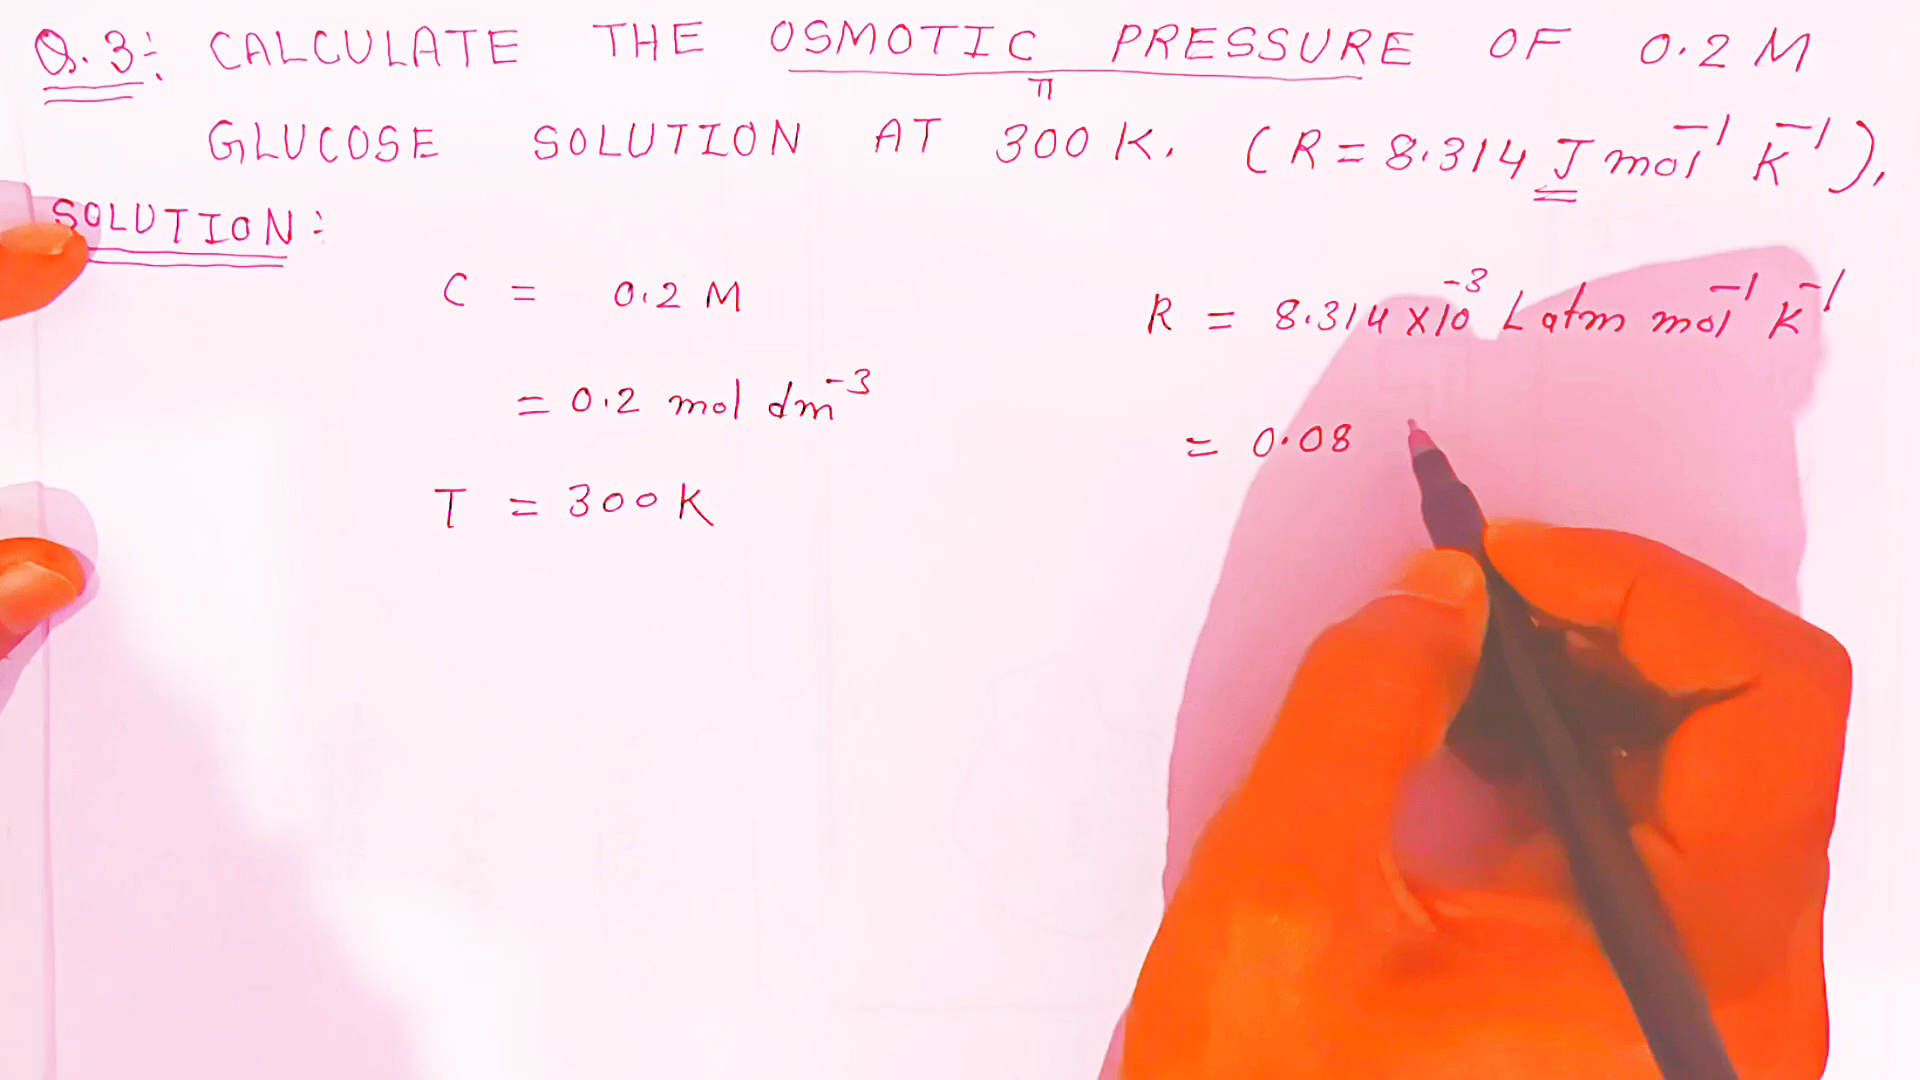 Q.3:- CALCULATE THE OSMOTIC PRESSURE OF 0.2 M
π
GLUCOSE SOLUTION AT 300 K. (R = 8.314 J mol⁻¹ K⁻¹).
SOLUTION:
C = 0.2 M
R = 8.314 X10⁻³ L atm mol⁻¹ K⁻¹
= 0.2 mol dm⁻³
= 0.08
T = 300 K